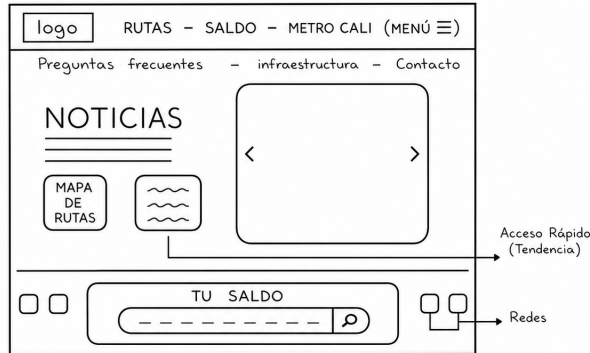 logo
RUTAS – SALDO – METRO CALI (MENÚ ☰)
Preguntas frecuentes – infraestructura – Contacto
NOTICIAS
MAPA
DE
RUTAS
Acceso Rápido
(Tendencia)
TU SALDO
Redes